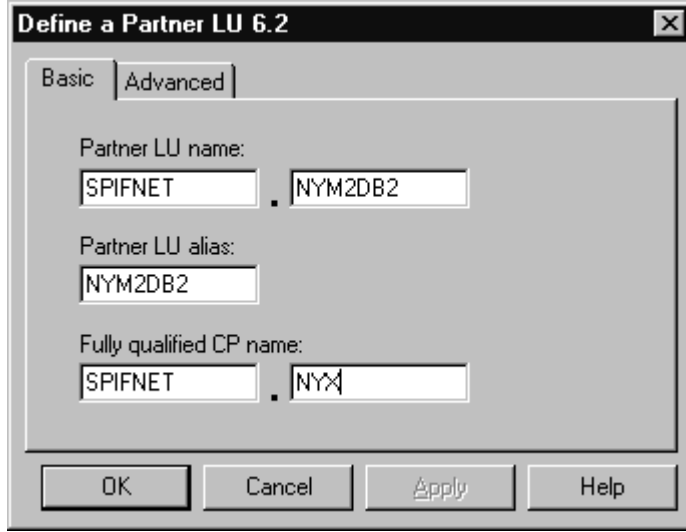 Define a Partner LU 6.2
Basic Advanced
Partner LU name:
SPIFNET . NYM2DB2
Partner LU alias:
NYM2DB2
Fully qualified CP name:
SPIFNET . NYX
OK Cancel Apply Help